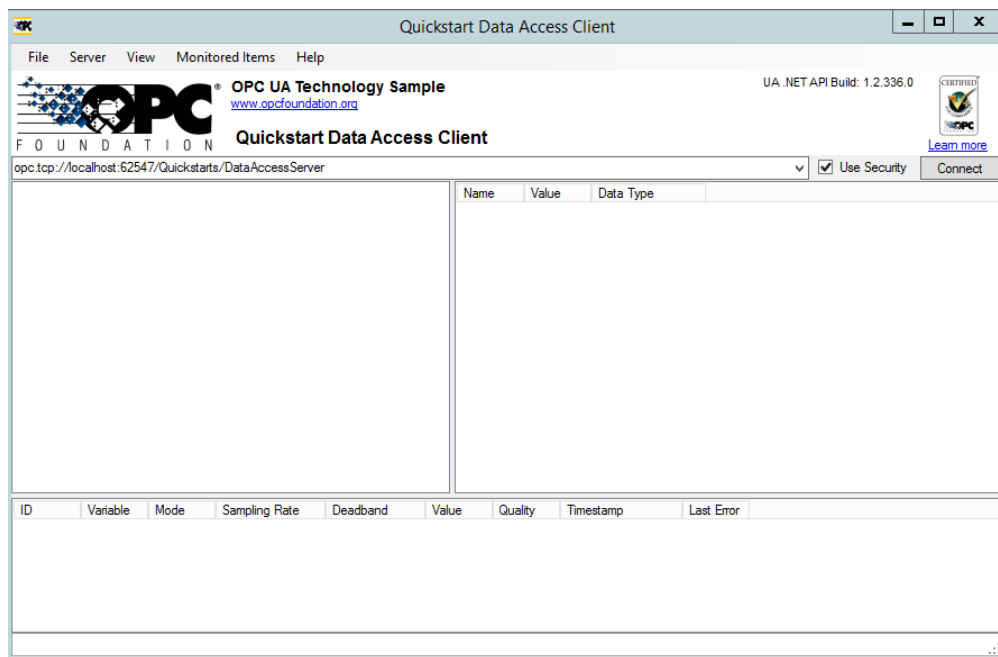 Quickstart Data Access Client
File Server View Monitored Items Help
OPC
®
FOUNDATION
OPC UA Technology Sample
www.opcfoundation.org
Quickstart Data Access Client
UA .NET API Build: 1.2.336.0
CERTIFIED
OPC
Learn more
opc.tcp://localhost:62547/Quickstarts/DataAccessServer
Use Security
Connect
Name Value Data Type
ID Variable Mode Sampling Rate Deadband Value Quality Timestamp Last Error